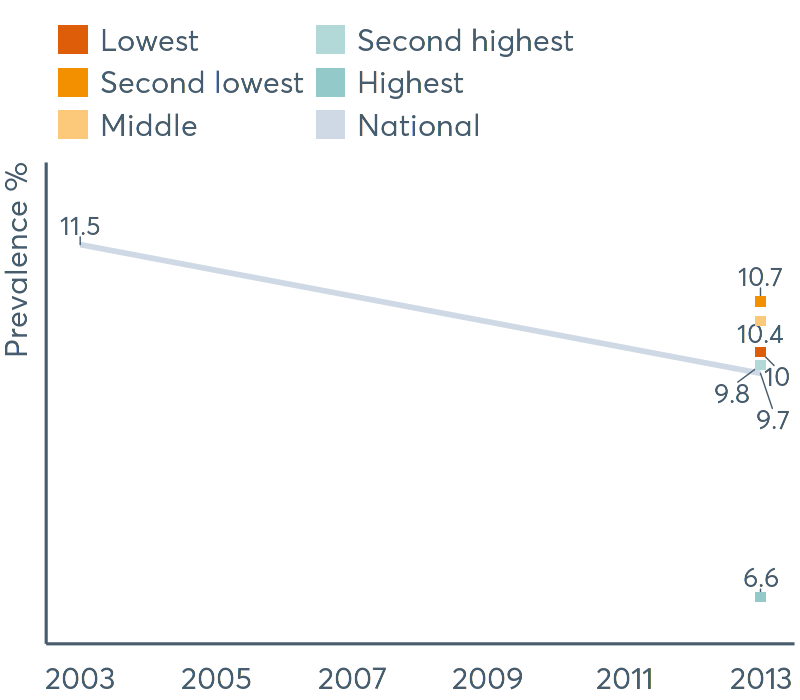 Lowest
Second lowest
Middle
Second highest
Highest
National
Prevalence %
11.5
10.7
10.4
10
9.8
9.7
6.6
2003 2005 2007 2009 2011 2013